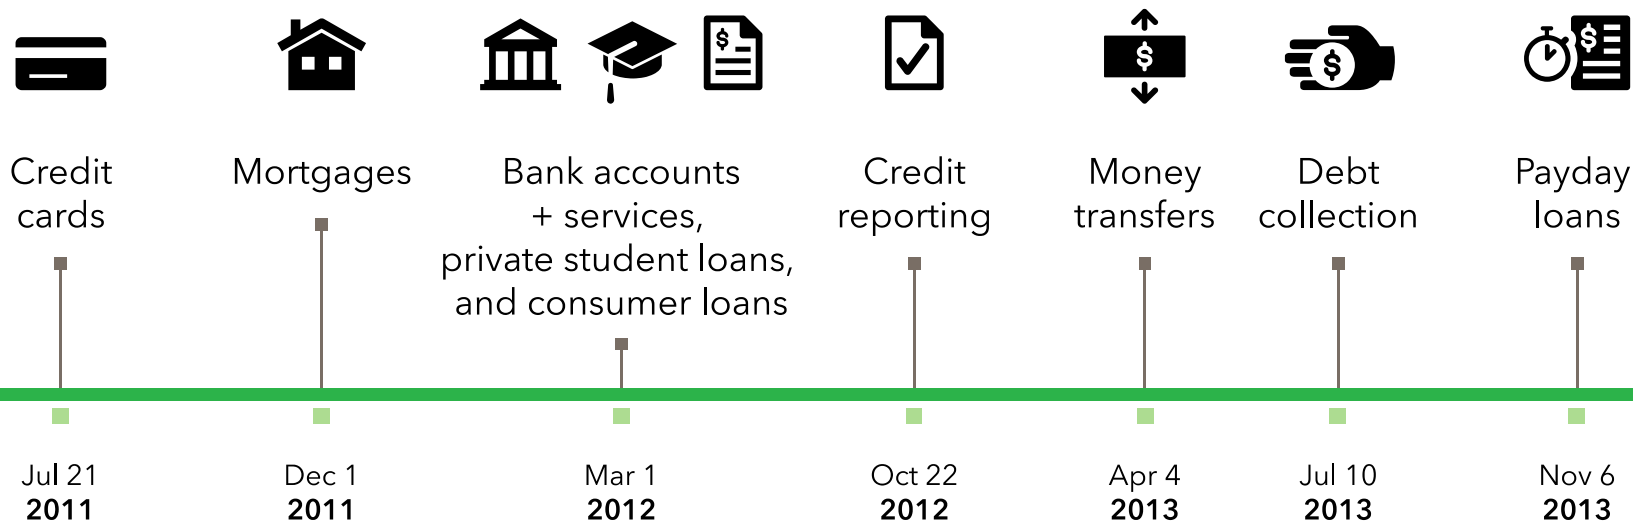 $
$
$
$
Credit
cards
Mortgages
Bank accounts
+ services,
private student loans,
and consumer loans
Credit
reporting
Money
transfers
Debt
collection
Payday
loans
Jul 21
2011
Dec 1
2011
Mar 1
2012
Oct 22
2012
Apr 4
2013
Jul 10
2013
Nov 6
2013